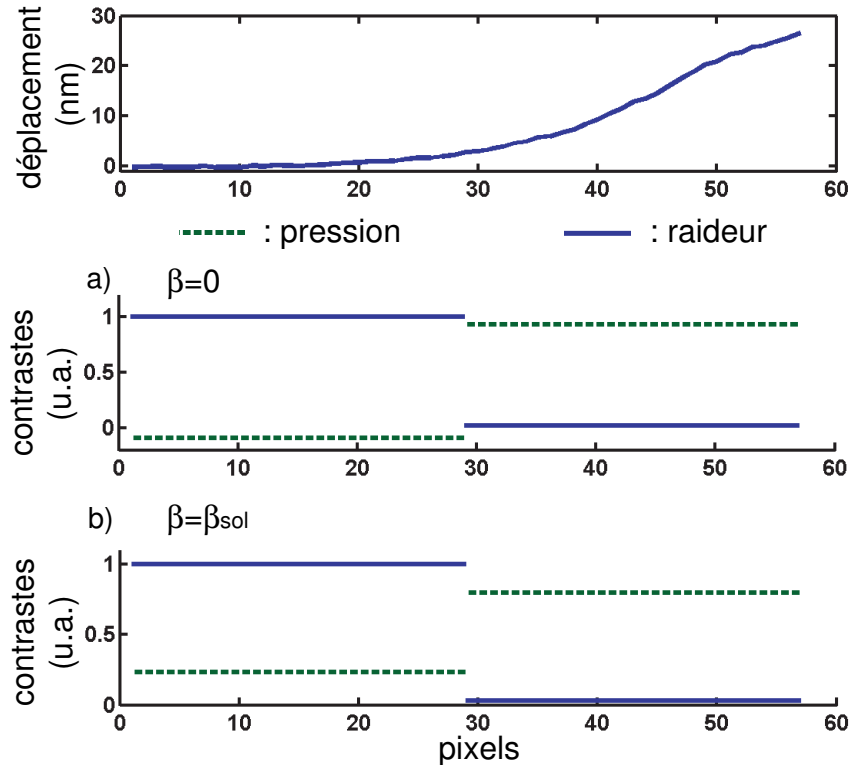 30
20
10
0
déplacement
(nm)
0 10 20 30 40 50 60
: pression : raideur
a) β=0
1
0.5
0
contrastes
(u.a.)
0 10 20 30 40 50 60
b) β=βsol
1
0.5
0
contrastes
(u.a.)
0 10 20 30 40 50 60
pixels